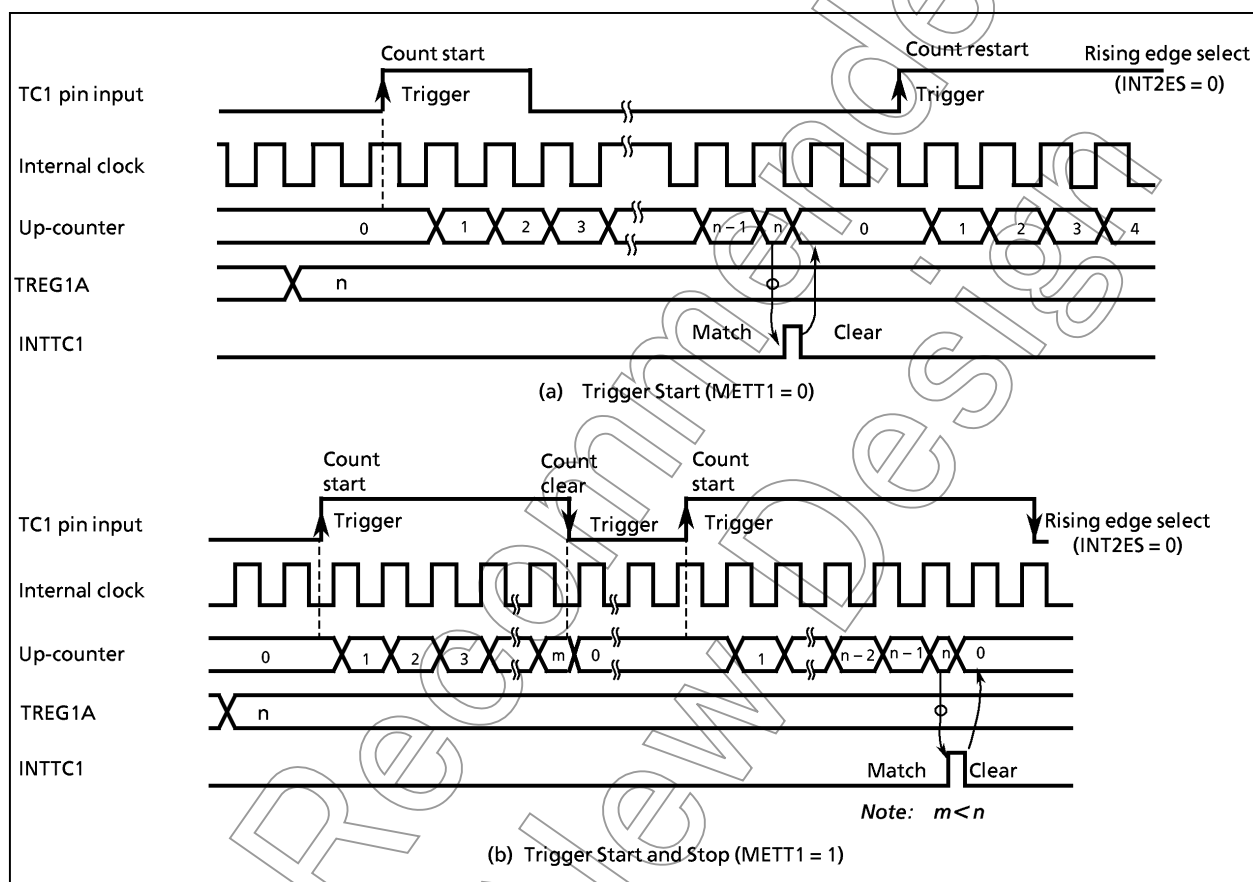 Count start
Count restart
Rising edge select
(INT2ES = 0)
TC1 pin input
Trigger
Trigger
Internal clock
Up-counter
0 1 2 3 n – 1 n 0 1 2 3 4
TREG1A
n
INTTC1
Match
Clear
(a) Trigger Start (METT1 = 0)
Count
start
Count
clear
Count
start
TC1 pin input
Trigger
Trigger
Trigger
Rising edge select
(INT2ES = 0)
Internal clock
Up-counter
0 1 2 3 m 0 1 n – 2 n – 1 n 0
TREG1A
n
INTTC1
Match
Clear
Note: m < n
(b) Trigger Start and Stop (METT1 = 1)